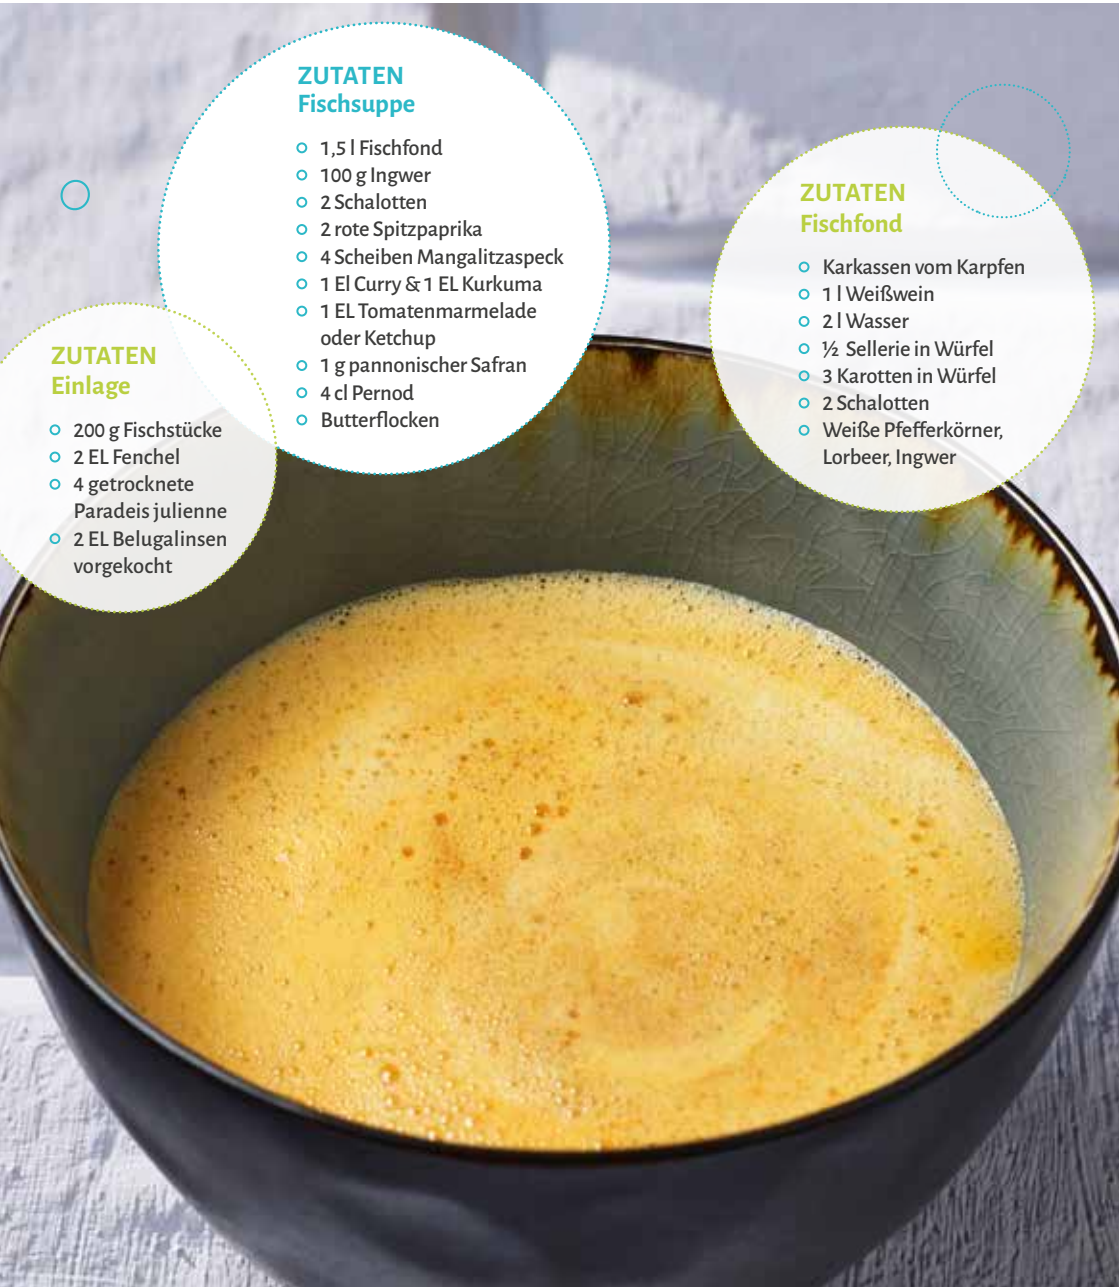 ZUTATEN
Fischsuppe
1,5 l Fischfond
100 g Ingwer
2 Schalotten
2 rote Spitzpaprika
4 Scheiben Mangalitzaspeck
1 El Curry & 1 EL Kurkuma
1 EL Tomatenmarmelade
oder Ketchup
1 g pannonischer Safran
4 cl Pernod
Butterflocken
ZUTATEN
Einlage
200 g Fischstücke
2 EL Fenchel
4 getrocknete
Paradeis julienne
2 EL Belugalinsen
vorgekocht
ZUTATEN
Fischfond
Karkassen vom Karpfen
1 l Weißwein
2 l Wasser
½ Sellerie in Würfel
3 Karotten in Würfel
2 Schalotten
Weiße Pfefferkörner,
Lorbeer, Ingwer